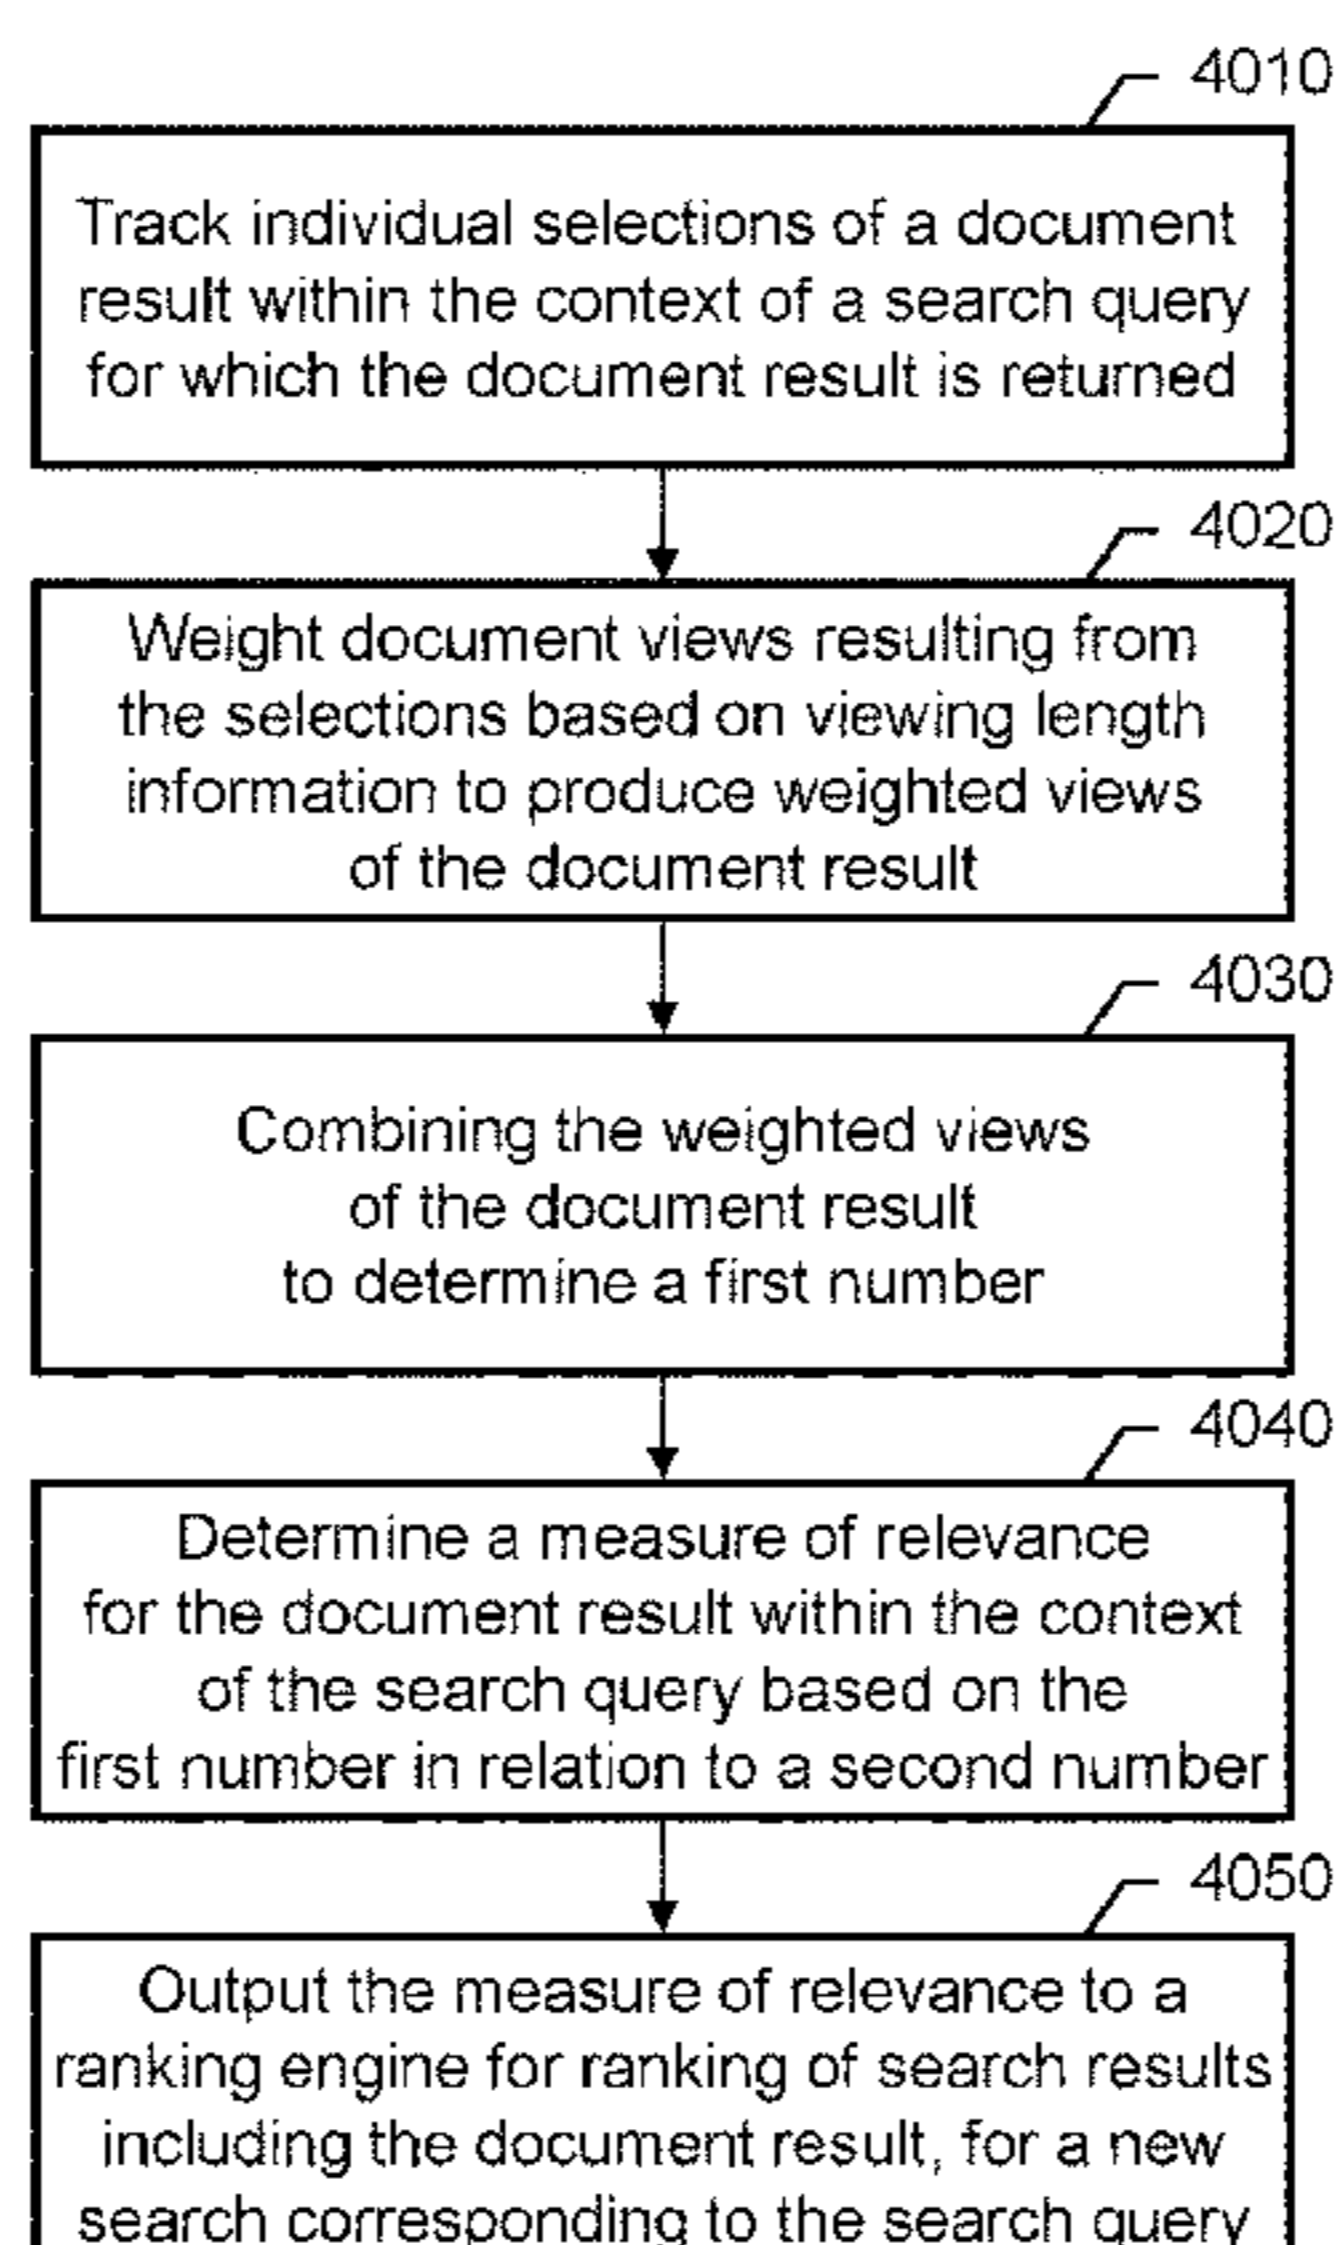 4010
Track individual selections of a document
result within the context of a search query
for which the document result is returned
4020
Weight document views resulting from
the selections based on viewing length
information to produce weighted views
of the document result
4030
Combining the weighted views
of the document result
to determine a first number
4040
Determine a measure of relevance
for the document result within the context
of the search query based on the
first number in relation to a second number
4050
Output the measure of relevance to a
ranking engine for ranking of search results
including the document result, for a new
search corresponding to the search query